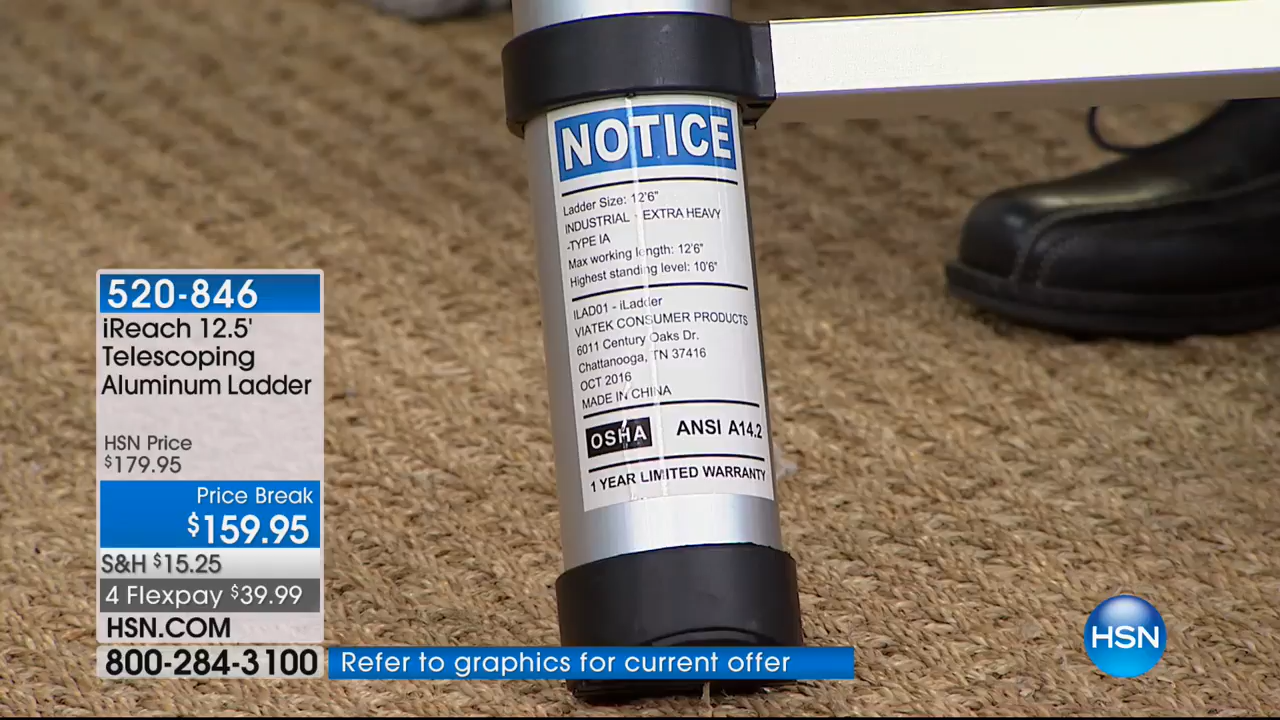 NOTICE
Ladder Size: 12'6"
INDUSTRIAL - EXTRA HEAVY
-TYPE IA
Max working length: 12'6"
Highest standing level: 10'6"
ILAD01 - iLadder
VIATEK CONSUMER PRODUCTS
6011 Century Oaks Dr.
Chattanooga, TN 37416
OCT 2016
MADE IN CHINA
OSHA ANSI A14.2
1 YEAR LIMITED WARRANTY
520-846
iReach 12.5'
Telescoping
Aluminum Ladder
HSN Price
$179.95
Price Break
$159.95
S&H $15.25
4 Flexpay $39.99
HSN.COM
800-284-3100
Refer to graphics for current offer
HSN